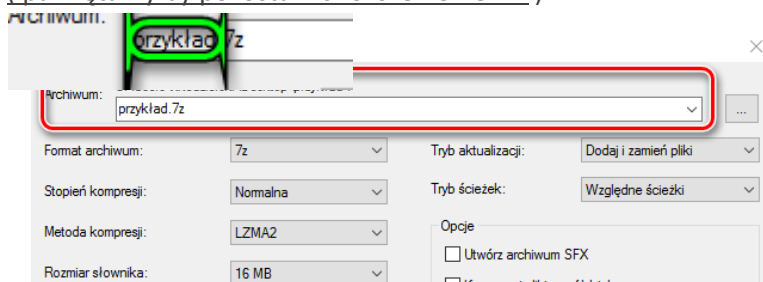 Archiwum:
przykład 7z
Archiwum:
przykład.7z
...
Format archiwum: 7z Tryb aktualizacji: Dodaj i zamień pliki
Stopień kompresji: Normalna Tryb ścieżek: Względne ścieżki
Metoda kompresji: LZMA2 Opcje
Utwórz archiwum SFX
Rozmiar słownika: 16 MB